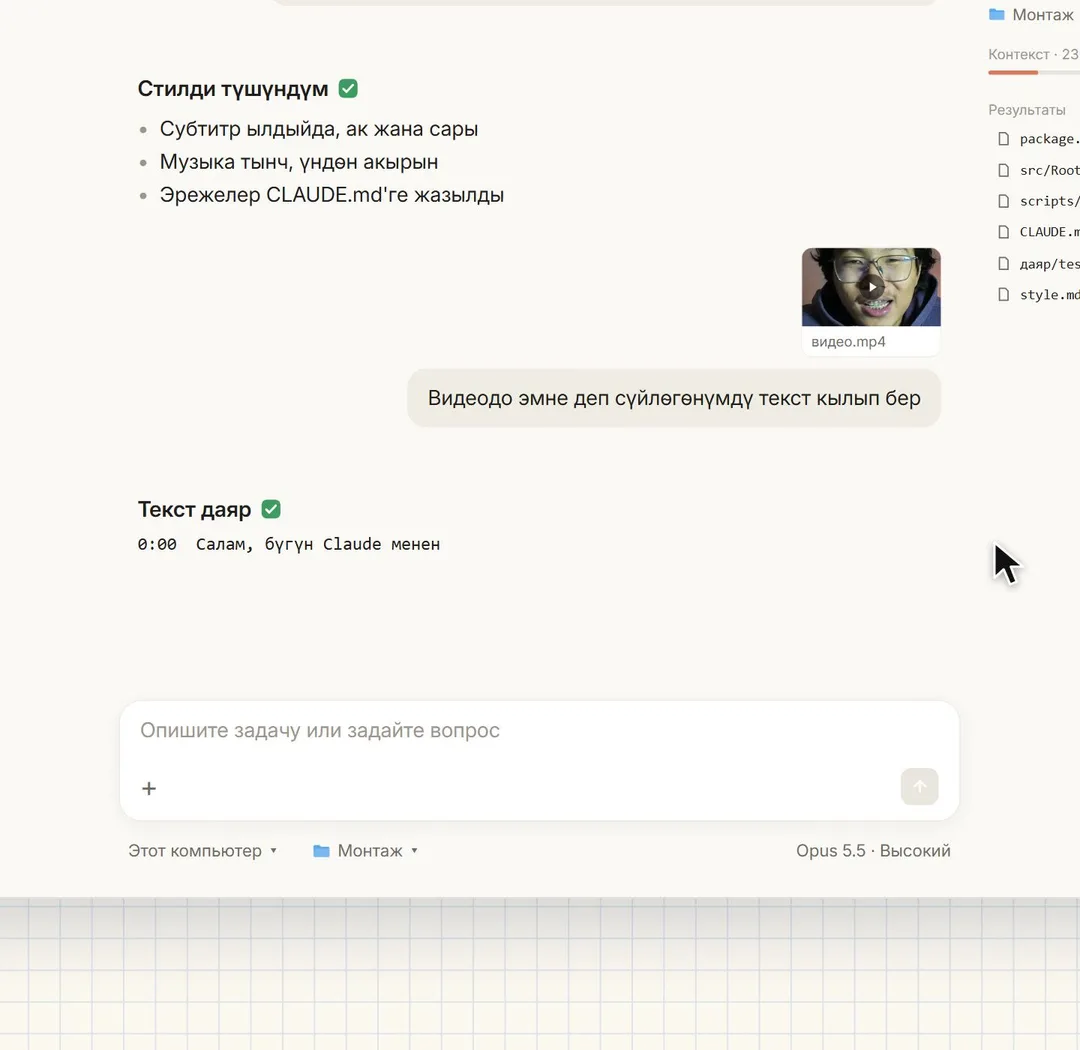 Монтаж
Контекст · 23
Результаты
package.
src/Root
scripts/
CLAUDE.m
даяр/tes
style.md
Стилди түшүндүм
Субтитр ылдыйда, ак жана сары
Музыка тынч, үндөн акырын
Эрежелер CLAUDE.md'ге жазылды
видео.mp4
Видеодо эмне деп сүйлөгөнүмдү текст кылып бер
Текст даяр
0:00 Салам, бүгүн Claude менен
Опишите задачу или задайте вопрос
Этот компьютер
Монтаж
Opus 5.5 · Высокий